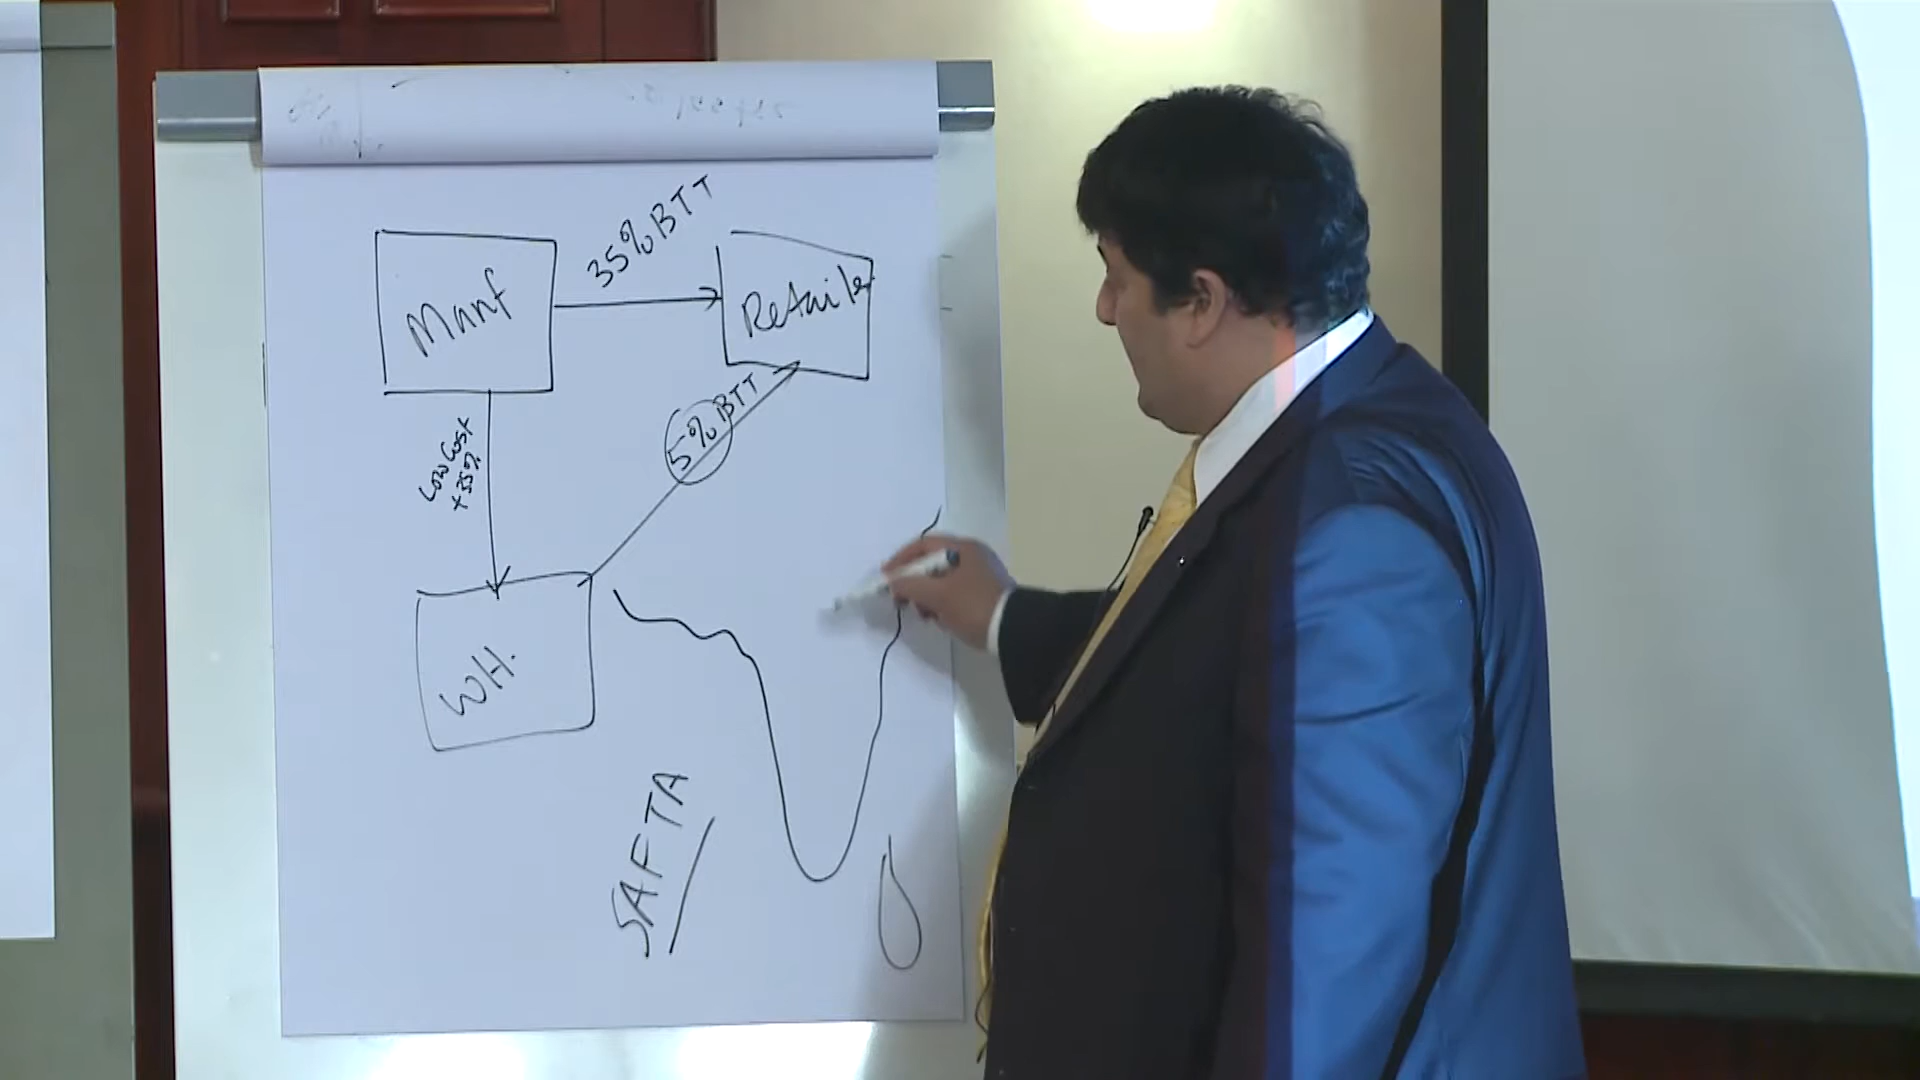 35% BTT
Manf
Retailer
5% BTT
Low Cost
+35%
WH.
SAFTA